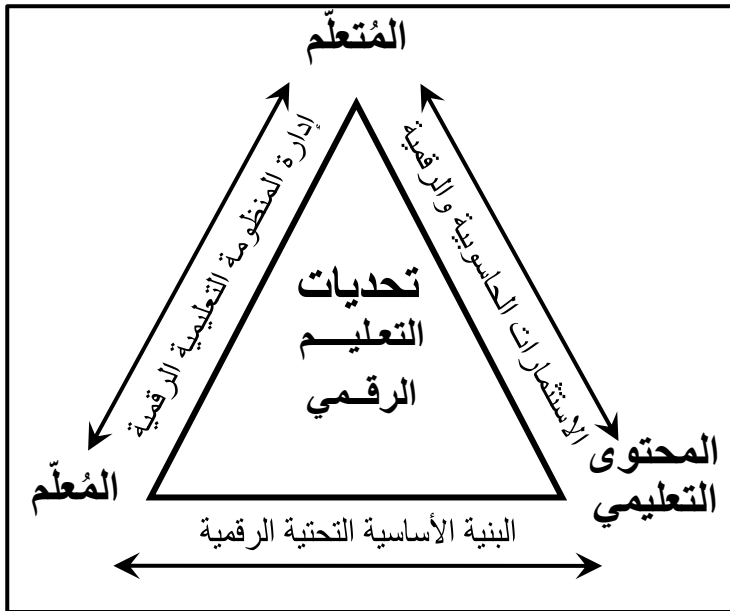 المُتعلّم
إدارة المنظومة التعليمية الرقمية
الاستثمارات الحاسوبية والرقمية
تحديات
التعليـــم
الرقــمي
المُعلّم
المحتوى
التعليمي
البنية الأساسية التحتية الرقمية